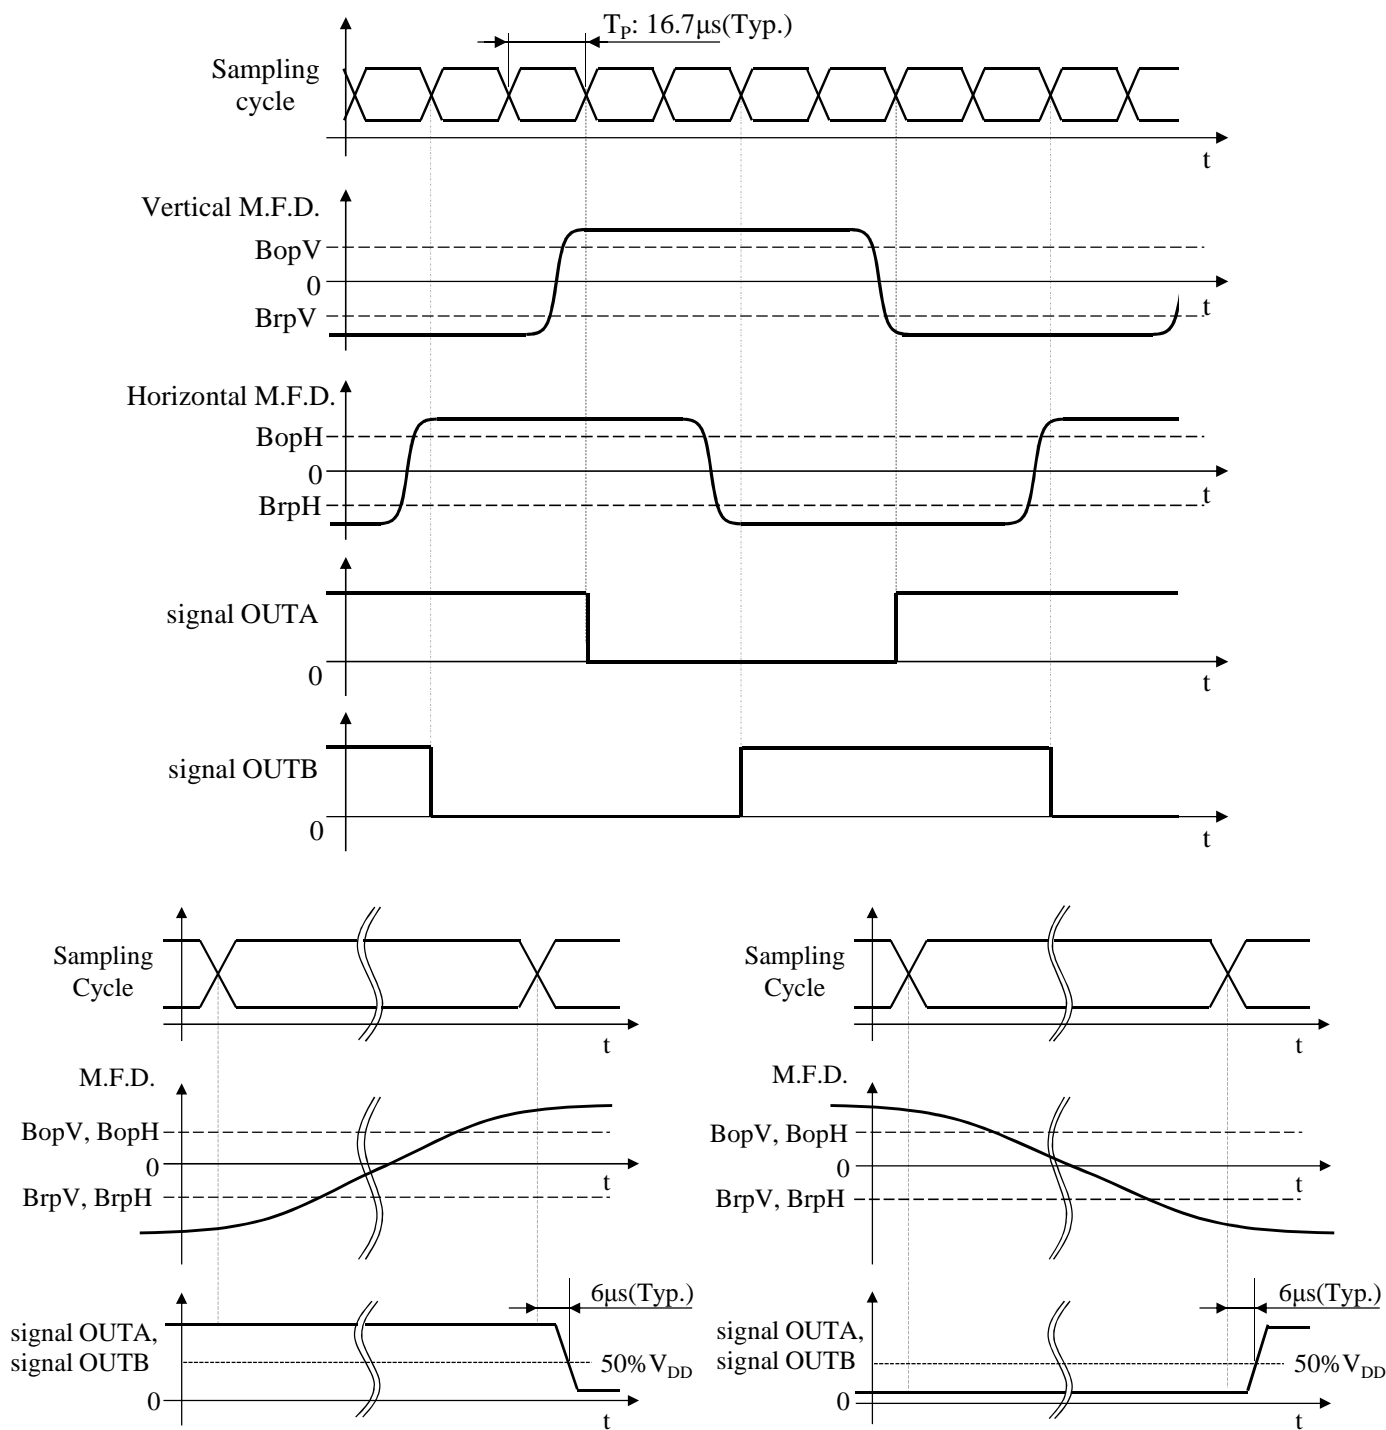 T_P: 16.7μs(Typ.)
Sampling
cycle
t
Vertical M.F.D.
BopV
0
t
BrpV
Horizontal M.F.D.
BopH
0
t
BrpH
signal OUTA
0
t
signal OUTB
0
t
Sampling
Cycle
t
M.F.D.
BopV, BopH
0
t
BrpV, BrpH
6μs(Typ.)
signal OUTA,
signal OUTB
50%V_DD
0
t
Sampling
Cycle
t
M.F.D.
BopV, BopH
0
t
BrpV, BrpH
6μs(Typ.)
signal OUTA,
signal OUTB
50%V_DD
0
t